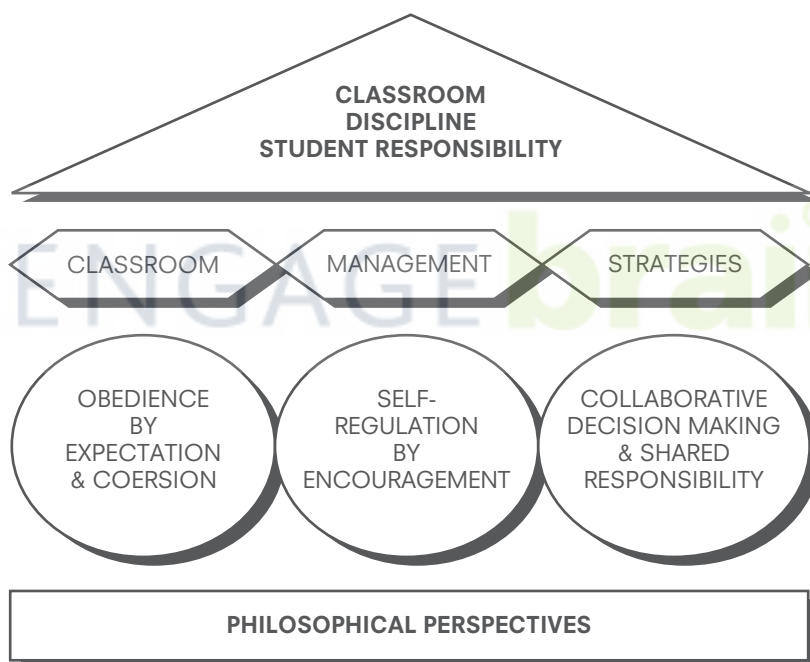 CLASSROOM
DISCIPLINE
STUDENT RESPONSIBILITY
CLASSROOM MANAGEMENT STRATEGIES
OBEDIENCE
BY
EXPECTATION
& COERSION
SELF-
REGULATION
BY
ENCOURAGEMENT
COLLABORATIVE
DECISION MAKING
& SHARED
RESPONSIBILITY
PHILOSOPHICAL PERSPECTIVES
ENGAGEbrai